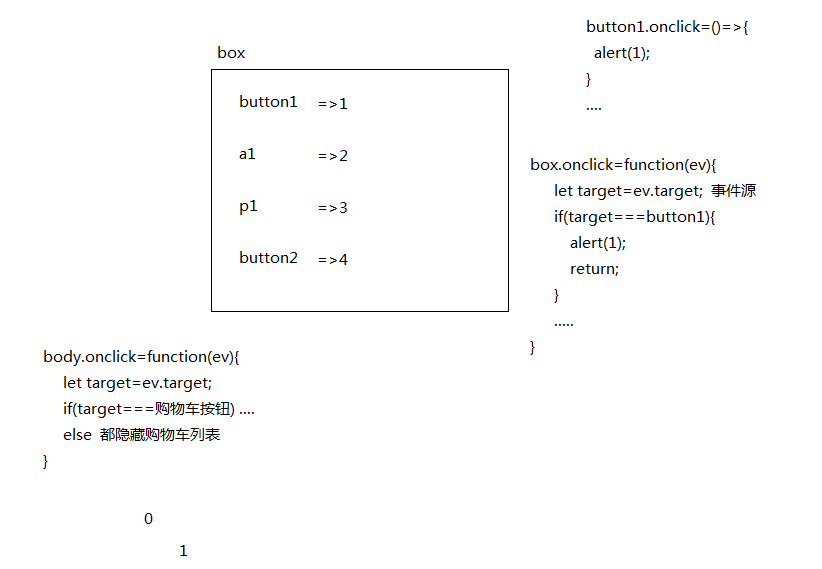 button1.onclick=()=>{
alert(1);
}
....
box
button1 =>1
a1 =>2
p1 =>3
button2 =>4
box.onclick=function(ev){
let target=ev.target; 事件源
if(target===button1){
alert(1);
return;
}
.....
}
body.onclick=function(ev){
let target=ev.target;
if(target===购物车按钮) ....
else 都隐藏购物车列表
}
0
1